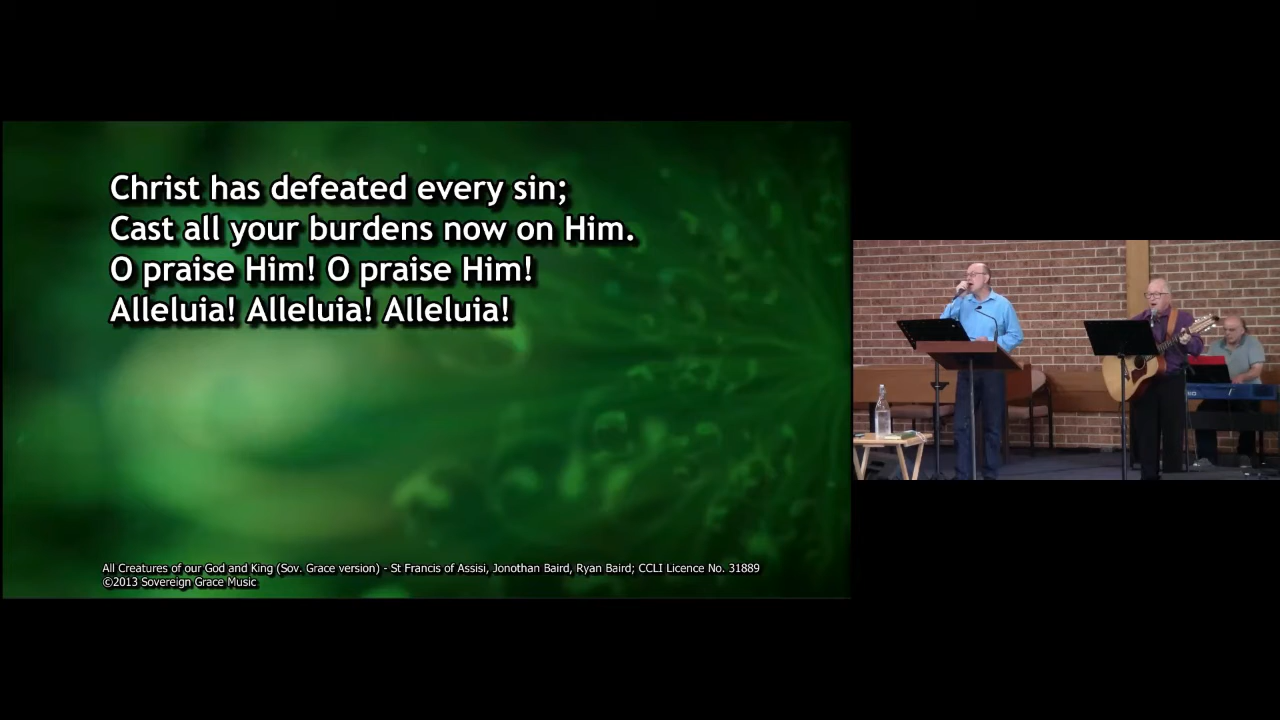 Christ has defeated every sin;
Cast all your burdens now on Him.
O praise Him! O praise Him!
Alleluia! Alleluia! Alleluia!
All Creatures of our God and King (Sov. Grace version) - St Francis of Assisi, Jonothan Baird, Ryan Baird; CCLI Licence No. 31889
©2013 Sovereign Grace Music